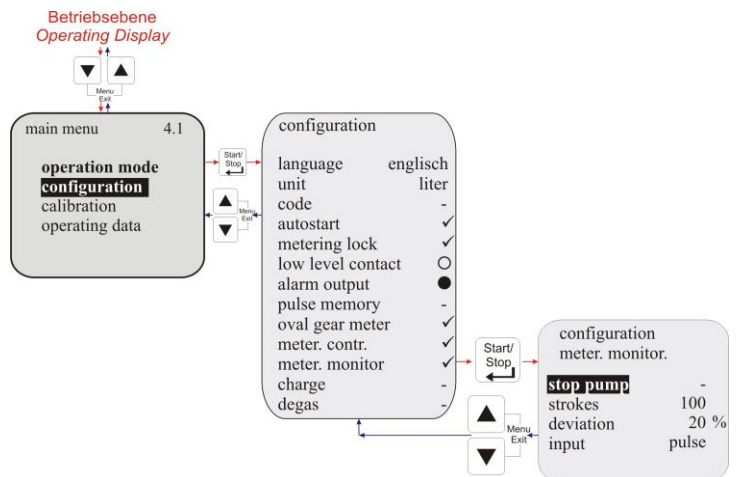 Betriebsebene
Operating Display
Menu
Exit
main menu 4.1
operation mode
configuration
calibration
operating data
Start/
Stop
Menu
Exit
configuration
language englisch
unit liter
code -
autostart ✓
metering lock ✓
low level contact ○
alarm output ●
pulse memory -
oval gear meter ✓
meter. contr. ✓
meter. monitor ✓
charge -
degas -
Start/
Stop
Menu
Exit
configuration
meter. monitor.
stop pump -
strokes 100
deviation 20 %
input pulse